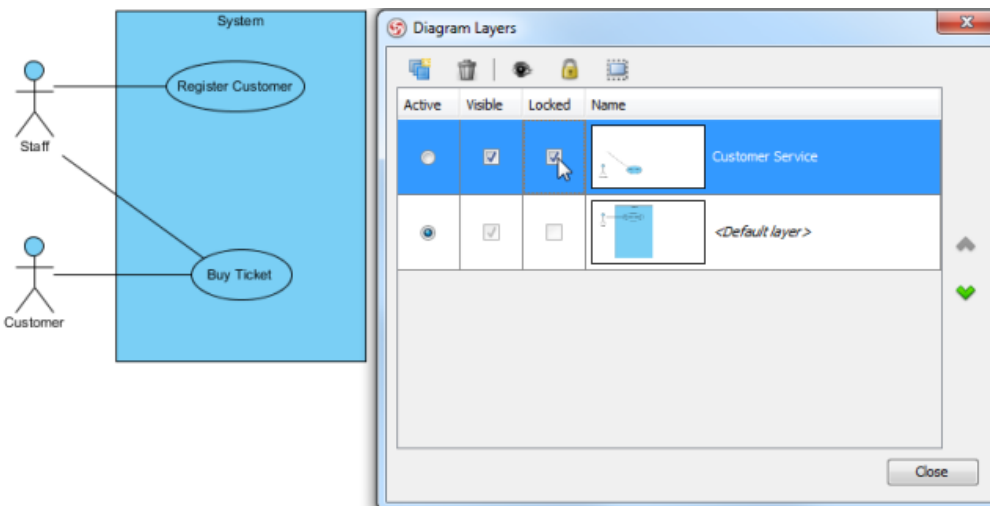 System
Register Customer
Staff
Buy Ticket
Customer
Diagram Layers
Active Visible Locked Name
Customer Service
<Default layer>
Close